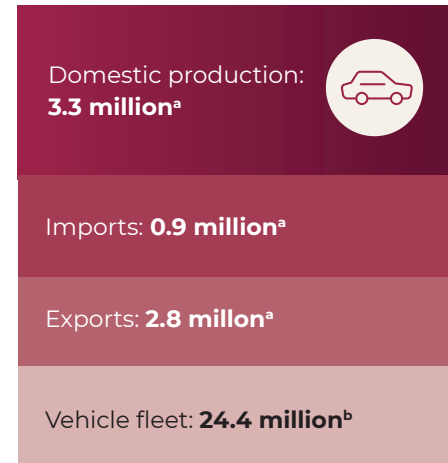 Domestic production:
3.3 millionᵃ
Imports: 0.9 millionᵃ
Exports: 2.8 millonᵃ
Vehicle fleet: 24.4 millionᵇ